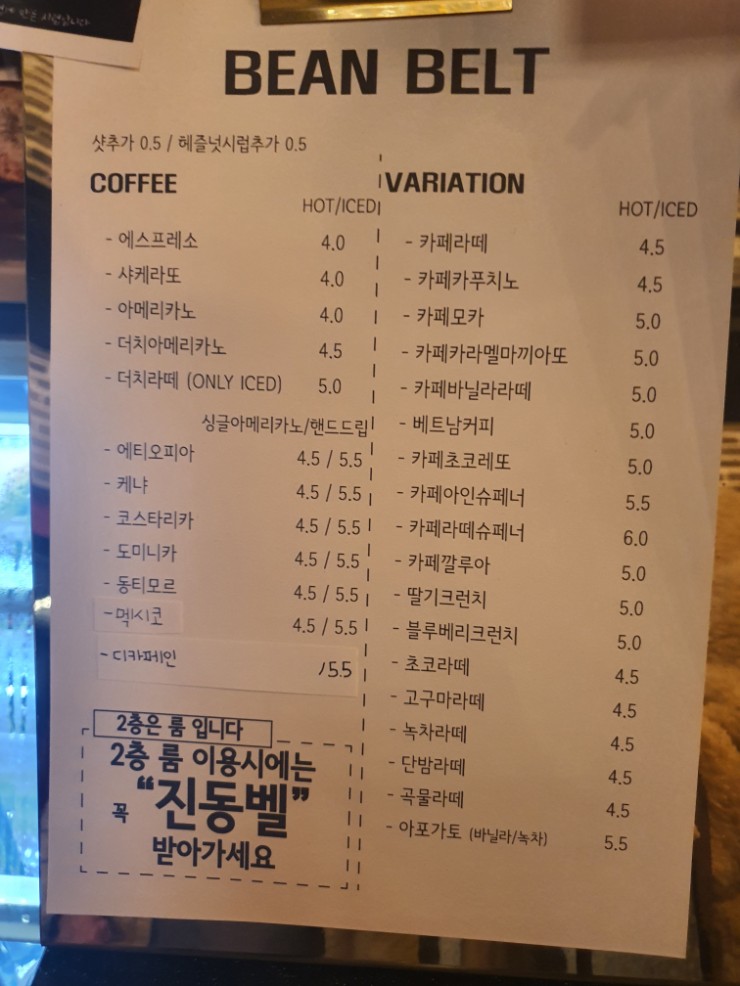 만든 시럽입니다
BEAN BELT
샷추가 0.5 / 헤즐넛시럽추가 0.5
COFFEE
HOT/ICED
- 에스프레소 4.0
- 샤케라또 4.0
- 아메리카노 4.0
- 더치아메리카노 4.5
- 더치라떼 (ONLY ICED) 5.0
싱글아메리카노/핸드드립
- 에티오피아 4.5 / 5.5
- 케냐 4.5 / 5.5
- 코스타리카 4.5 / 5.5
- 도미니카 4.5 / 5.5
- 동티모르 4.5 / 5.5
- 멕시코 4.5 / 5.5
- 디카페인 / 5.5
2층은 룸 입니다
2층 룸 이용시에는
꼭 “진동벨”
받아가세요
VARIATION
HOT/ICED
- 카페라떼 4.5
- 카페카푸치노 4.5
- 카페모카 5.0
- 카페카라멜마끼아또 5.0
- 카페바닐라라떼 5.0
- 베트남커피 5.0
- 카페초코레또 5.0
- 카페아인슈페너 5.5
- 카페라떼슈페너 6.0
- 카페깔루아 5.0
- 딸기크런치 5.0
- 블루베리크런치 5.0
- 초코라떼 4.5
- 고구마라떼 4.5
- 녹차라떼 4.5
- 단밤라떼 4.5
- 곡물라떼 4.5
- 아포가토 (바닐라/녹차) 5.5